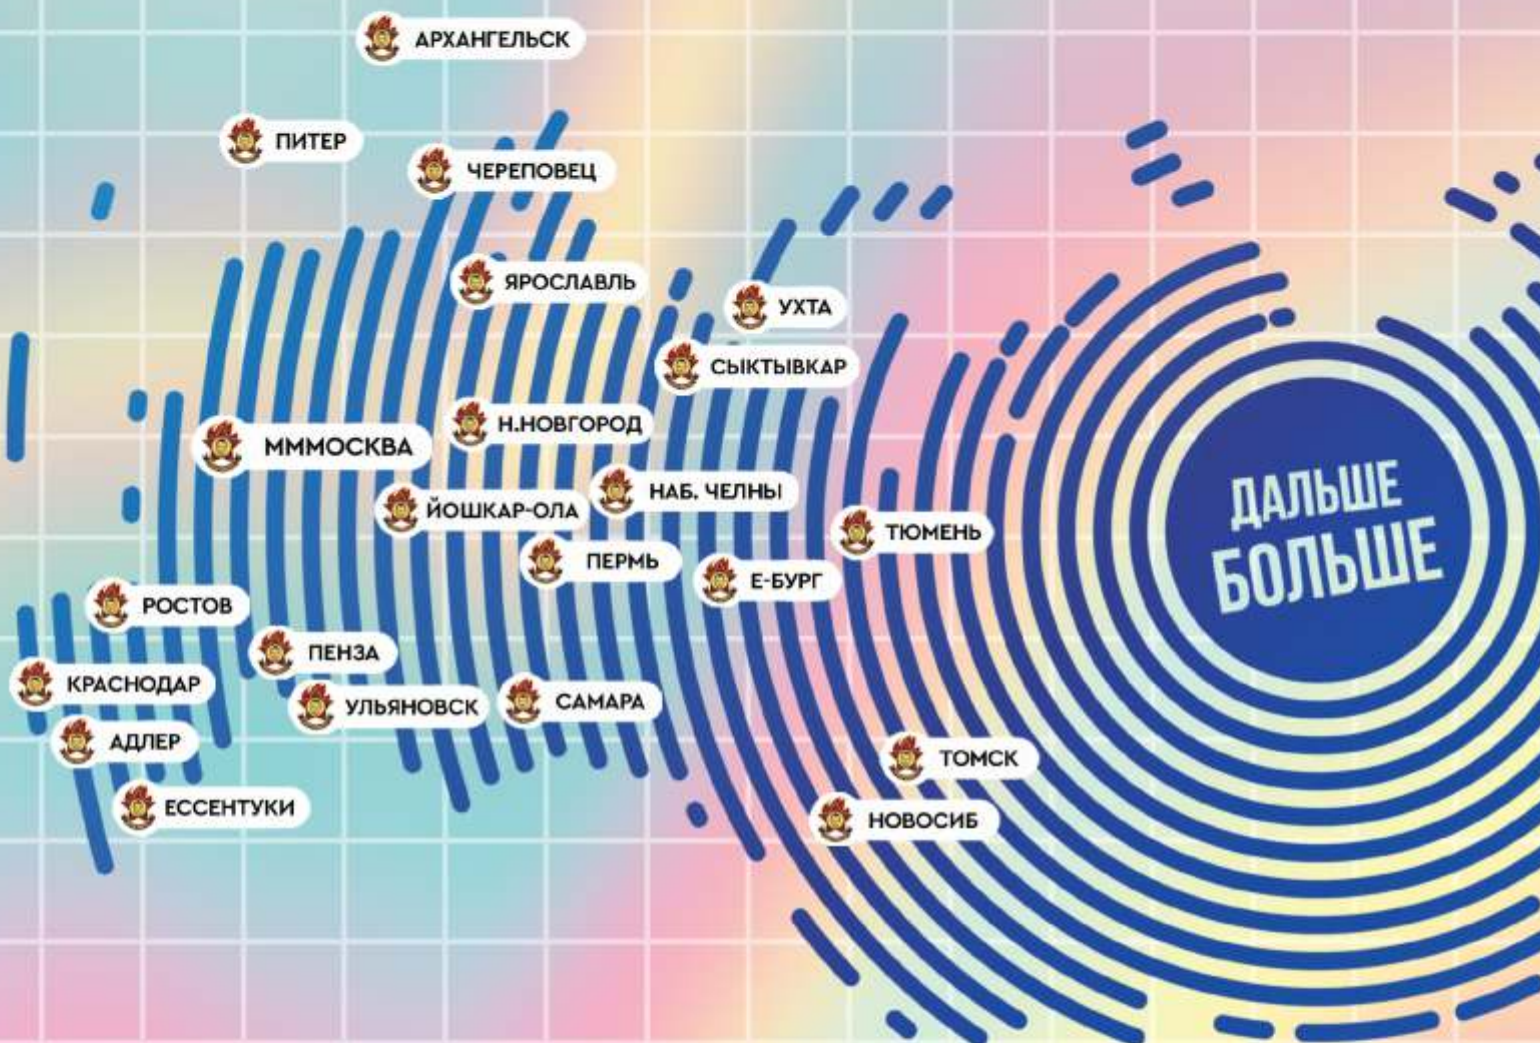 АРХАНГЕЛЬСК
ПИТЕР
ЧЕРЕПОВЕЦ
ЯРОСЛАВЛЬ
УХТА
СЫКТЫВКАР
Н.НОВГОРОД
МММОСКВА
НАБ. ЧЕЛНЫ
ЙОШКАР-ОЛА
ТЮМЕНЬ
ПЕРМЬ
Е-БУРГ
РОСТОВ
ПЕНЗА
КРАСНОДАР
УЛЬЯНОВСК
САМАРА
АДЛЕР
ТОМСК
ЕССЕНТУКИ
НОВОСИБ
ДАЛЬШЕ
БОЛЬШЕ